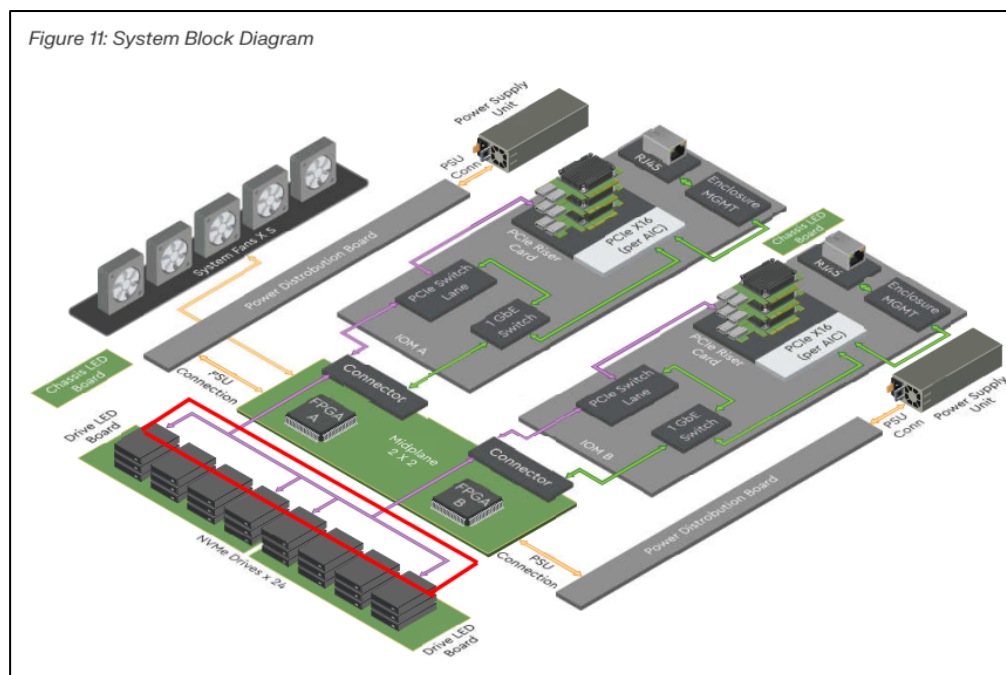 Figure 11: System Block Diagram
Power Supply
Unit
PSU
Conn
RJ45
Enclosure
MGMT
System Fans X 5
Power Distrobution Board
PCIe Riser
Card
PCIe X16
(per AIC)
Chassis LED
Board
PCIe Switch
Lane
1 GbE
Switch
IOM A
RJ45
Enclosure
MGMT
PCIe Riser
Card
PCIe X16
(per AIC)
Chassis LED
Board
PSU
Connection
Connector
FPGA
A
Midplane
2 X 2
PCIe Switch
Lane
1 GbE
Switch
IOM B
PSU
Conn
Power Supply
Unit
Drive LED
Board
Connector
FPGA
B
Power Distrobution Board
NVMe Drives x 24
PSU
Connection
Drive LED
Board